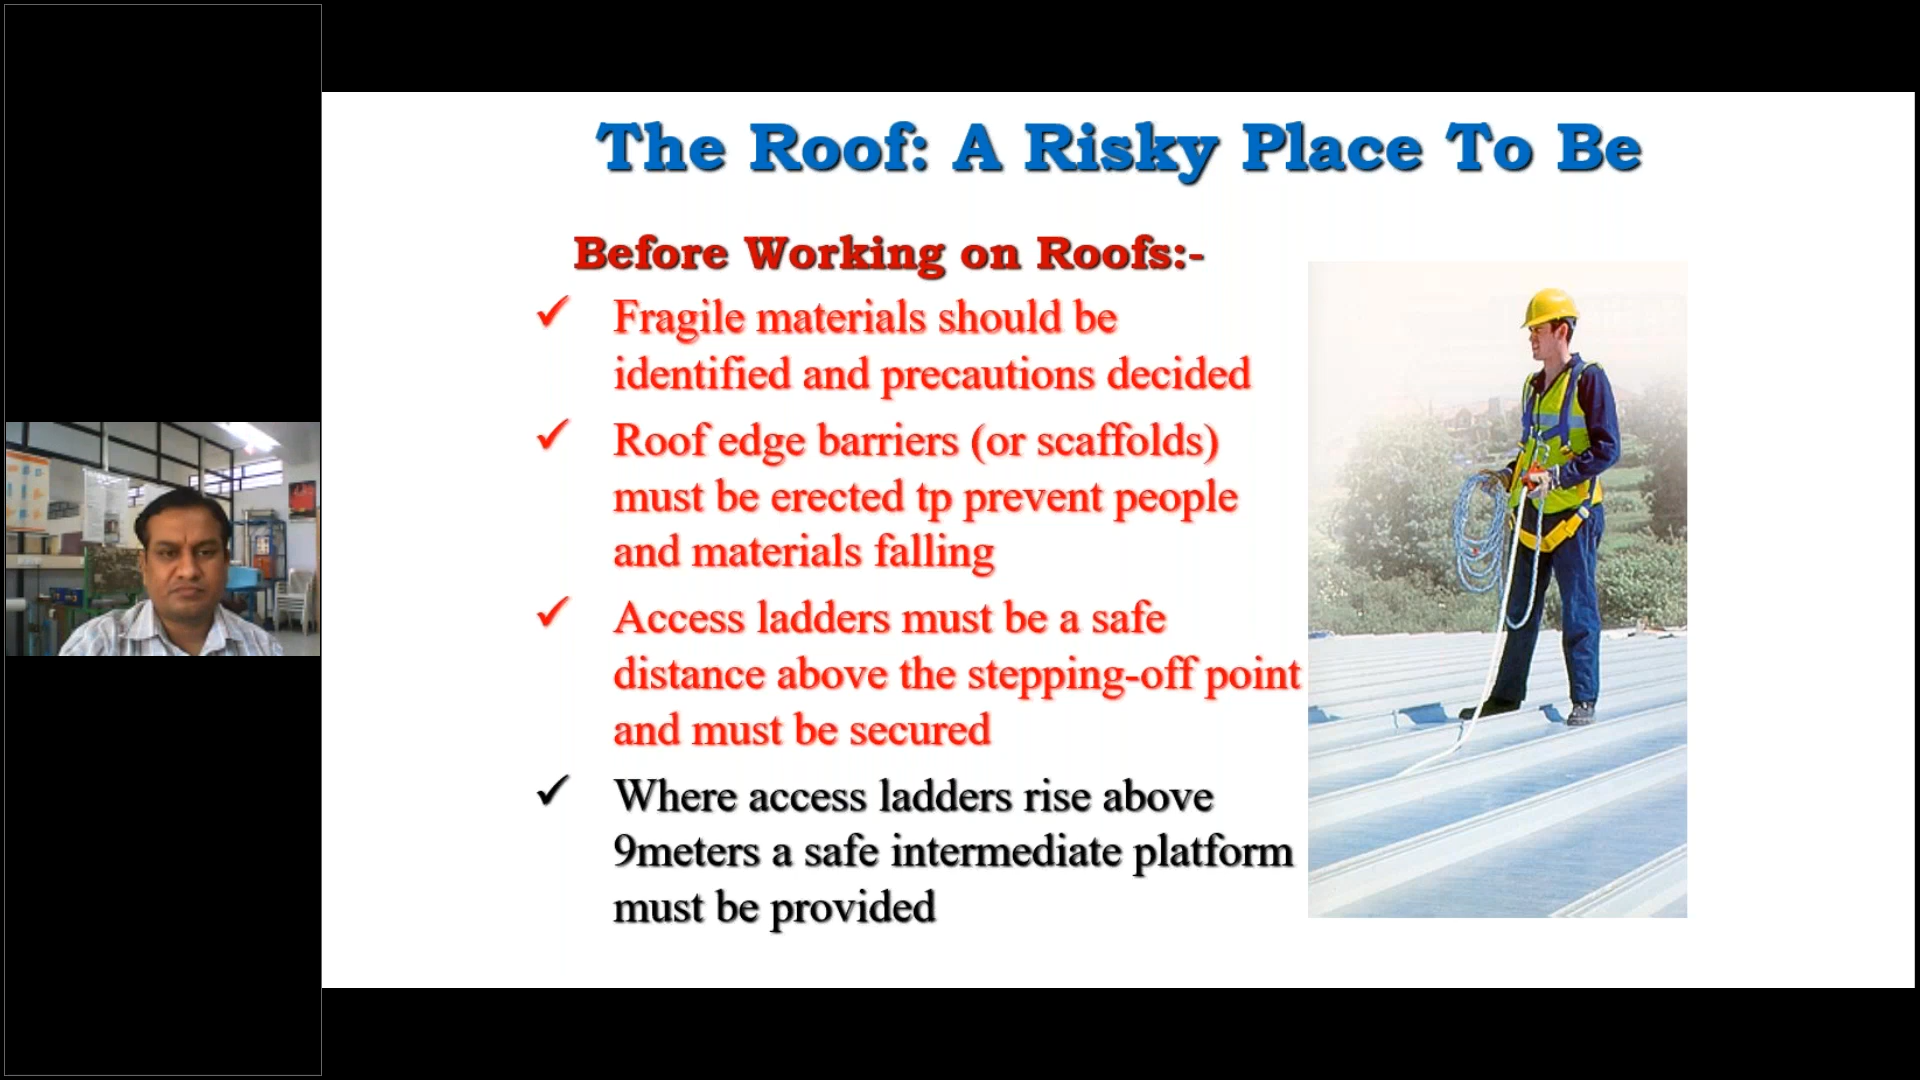 The Roof: A Risky Place To Be
Before Working on Roofs:-
✓ Fragile materials should be
identified and precautions decided
✓ Roof edge barriers (or scaffolds)
must be erected tp prevent people
and materials falling
✓ Access ladders must be a safe
distance above the stepping-off point
and must be secured
✓ Where access ladders rise above
9meters a safe intermediate platform
must be provided